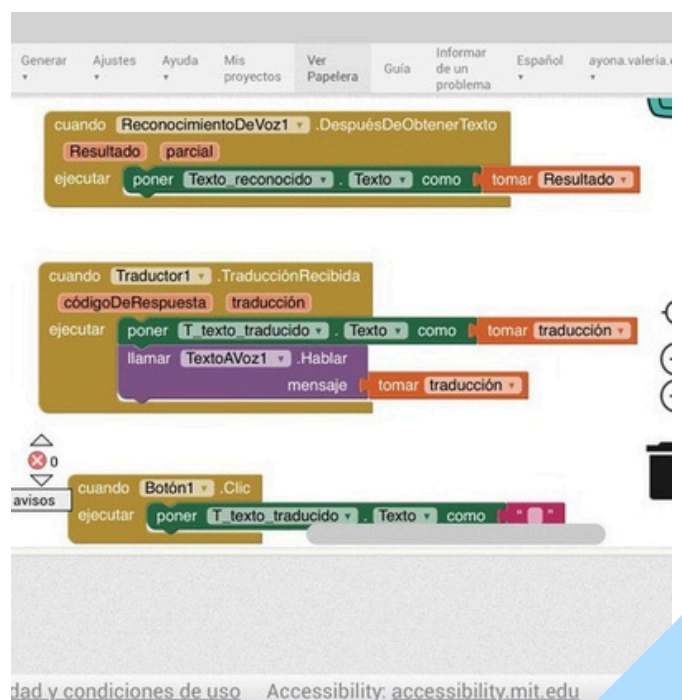 Generar Ajustes Ayuda Mis proyectos Ver Papelera Guía Informar de un problema Español ayona.valeria.
cuando ReconocimientoDeVoz1 .DespuésDeObtenerTexto
Resultado parcial
ejecutar poner Texto_reconocido . Texto como tomar Resultado
cuando Traductor1 .TraducciónRecibida
códigoDeRespuesta traducción
ejecutar poner T_texto_traducido . Texto como tomar traducción
llamar TextoAVoz1 .Hablar
mensaje tomar traducción
0
avisos
cuando Botón1 .Clic
ejecutar poner T_texto_traducido . Texto como " "
dad y condiciones de uso Accessibility: accessibility.mit.edu